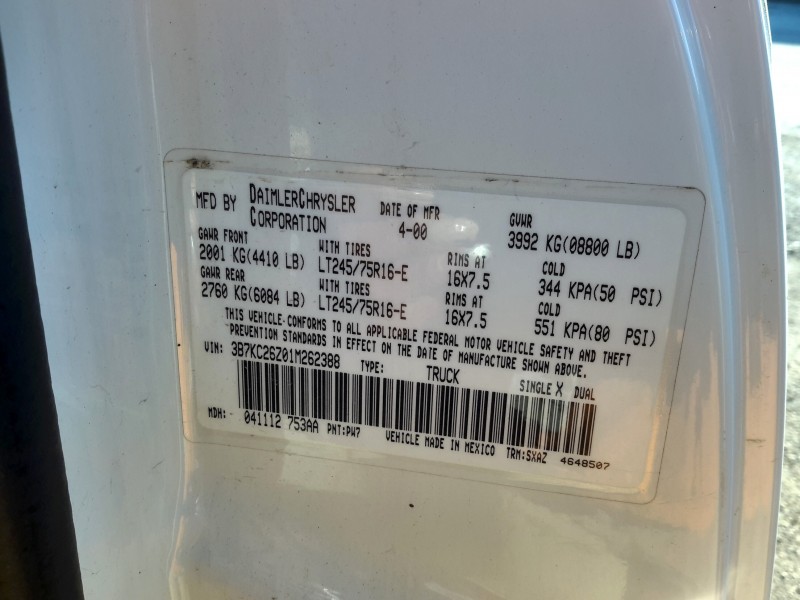 MFD BY DAIMLERCHRYSLER CORPORATION DATE OF MFR 4-00 GVWR 3992 KG(08800 LB)
GAWR FRONT WITH TIRES RIMS AT COLD
2001 KG(4410 LB) LT245/75R16-E 16X7.5 344 KPA(50 PSI)
GAWR REAR WITH TIRES RIMS AT COLD
2760 KG(6084 LB) LT245/75R16-E 16X7.5 551 KPA(80 PSI)
THIS VEHICLE CONFORMS TO ALL APPLICABLE FEDERAL MOTOR VEHICLE SAFETY AND THEFT
PREVENTION STANDARDS IN EFFECT ON THE DATE OF MANUFACTURE SHOWN ABOVE.
VIN: 3B7KC26Z01M262388 TYPE: TRUCK SINGLE X DUAL
MDH: 041112 753AA PNT:PW7 VEHICLE MADE IN MEXICO TRM:SXAZ 4648507